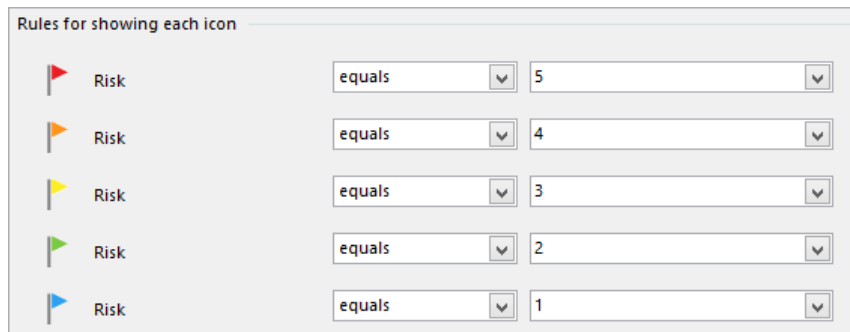 Rules for showing each icon
Risk equals 5
Risk equals 4
Risk equals 3
Risk equals 2
Risk equals 1